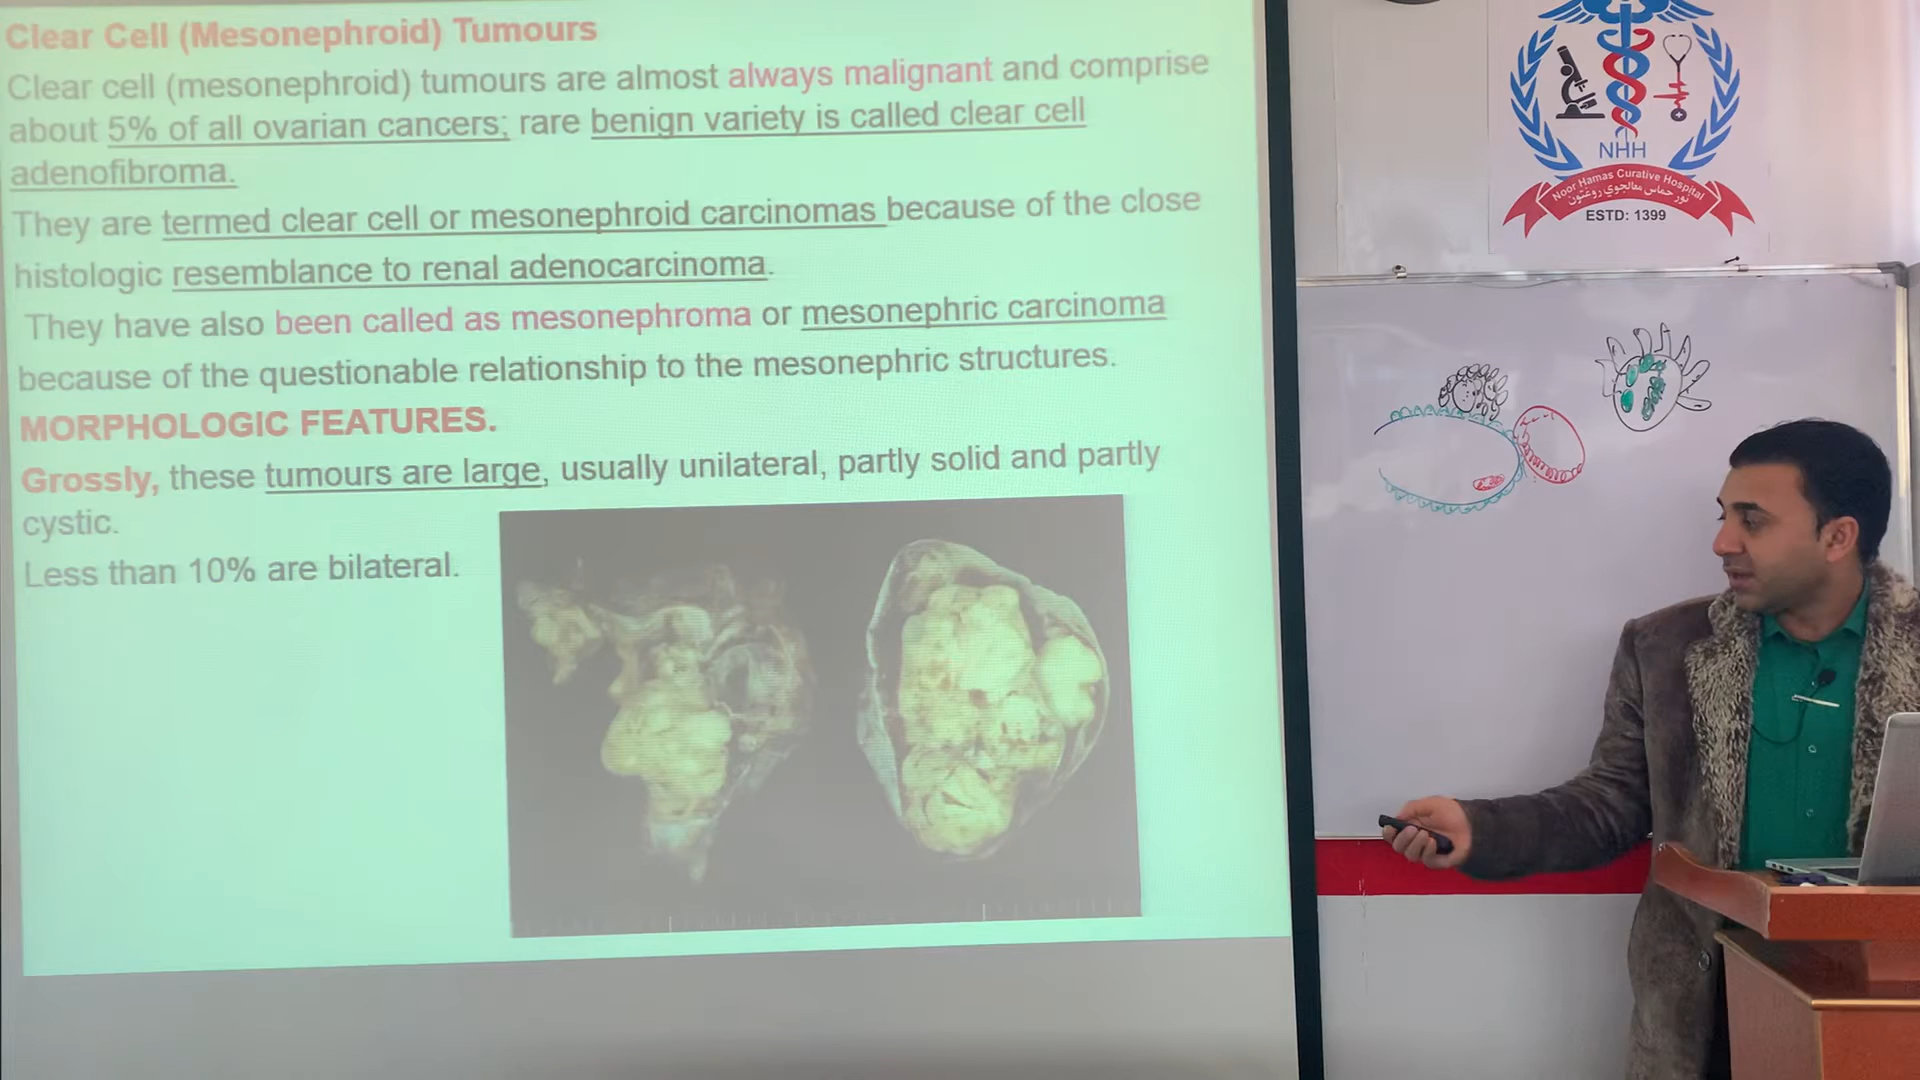 Clear Cell (Mesonephroid) Tumours
Clear cell (mesonephroid) tumours are almost always malignant and comprise
about 5% of all ovarian cancers; rare benign variety is called clear cell
adenofibroma.
They are termed clear cell or mesonephroid carcinomas because of the close
histologic resemblance to renal adenocarcinoma.
They have also been called as mesonephroma or mesonephric carcinoma
because of the questionable relationship to the mesonephric structures.
MORPHOLOGIC FEATURES.
Grossly, these tumours are large, usually unilateral, partly solid and partly
cystic.
Less than 10% are bilateral.
NHH
Noor Hamas Curative Hospital
نور حماس معالجوي روغتون
ESTD: 1399